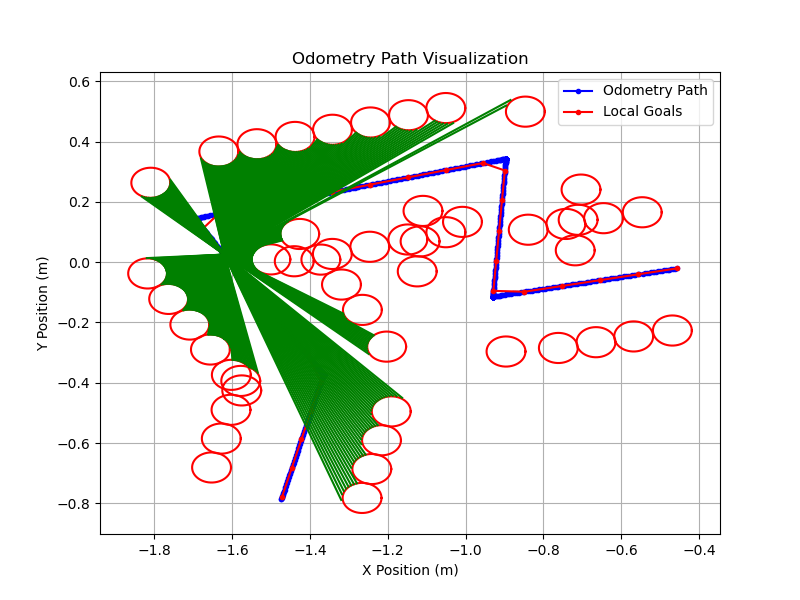 Odometry Path Visualization
Odometry Path
Local Goals
Y Position (m)
0.6
0.4
0.2
0.0
−0.2
−0.4
−0.6
−0.8
−1.8 −1.6 −1.4 −1.2 −1.0 −0.8 −0.6 −0.4
X Position (m)